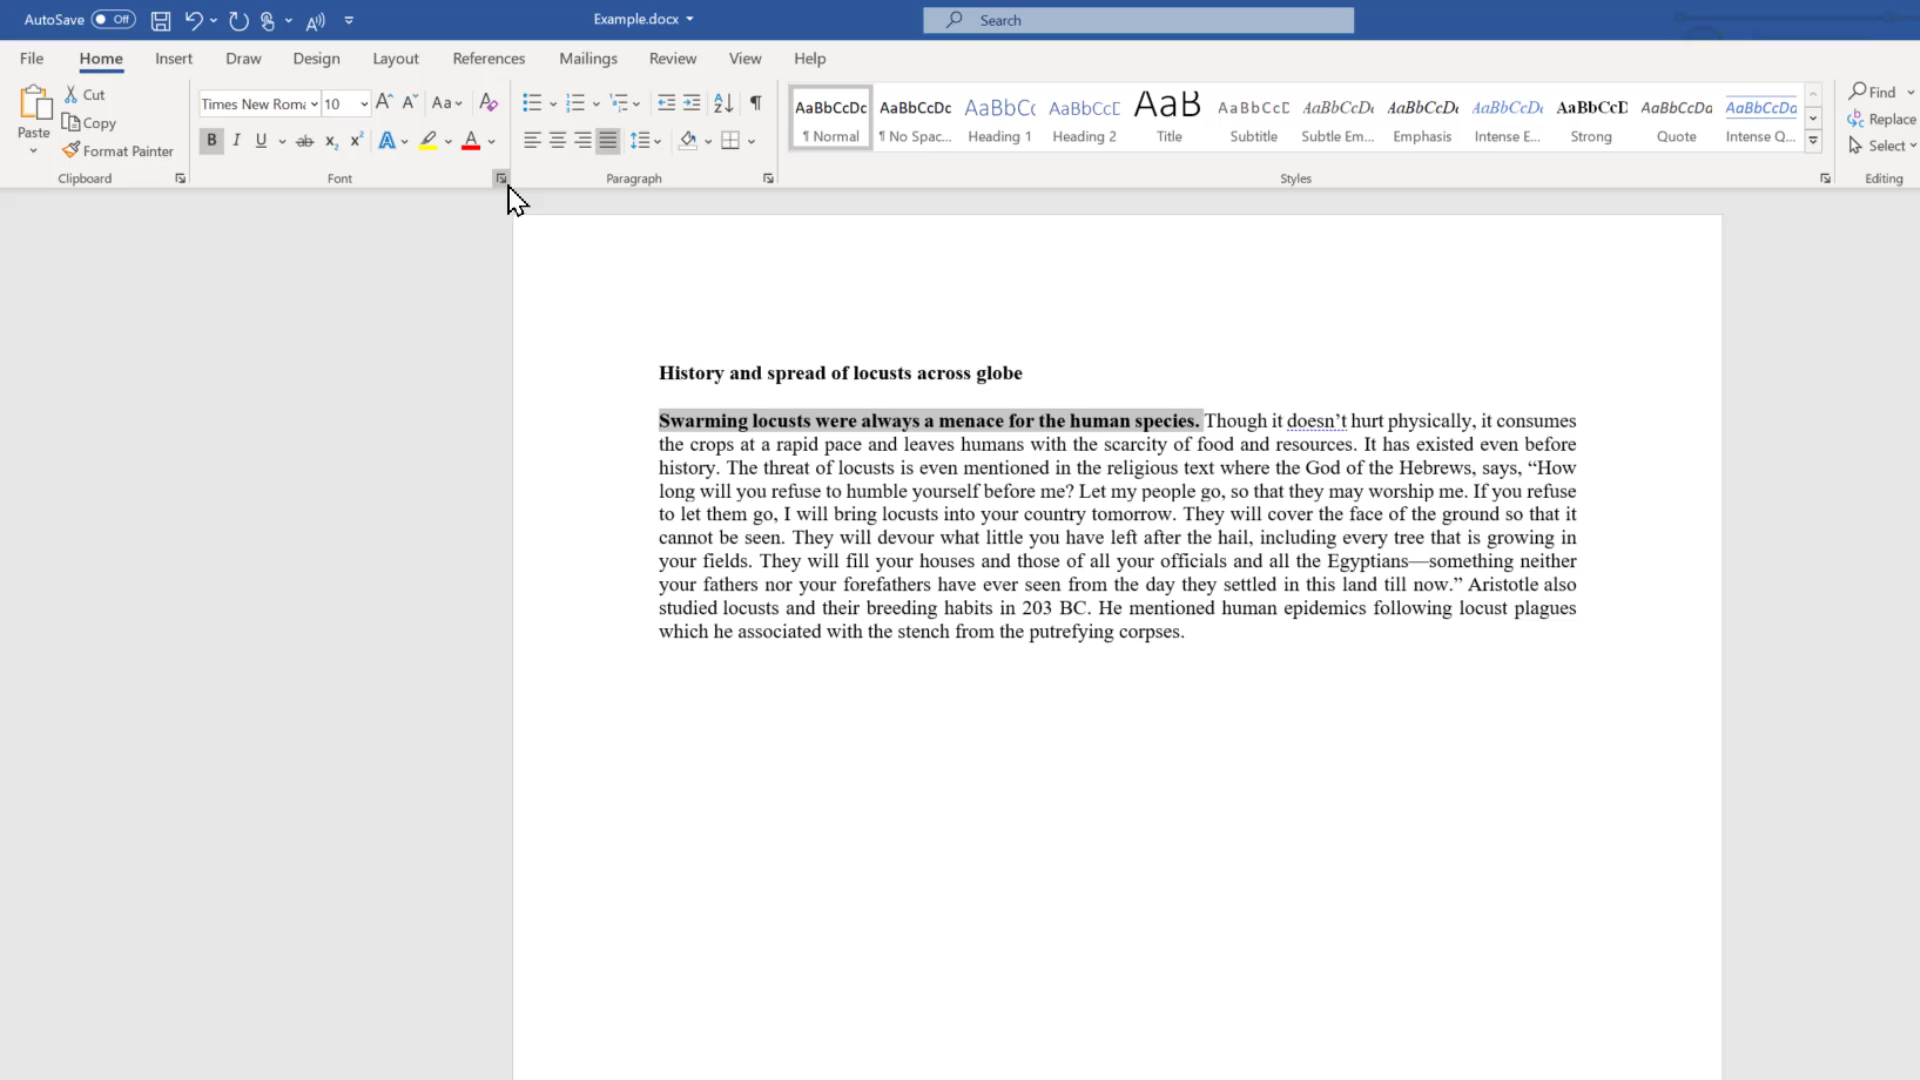 AutoSave Off Example.docx Search
File Home Insert Draw Design Layout References Mailings Review View Help
Paste Cut Copy Format Painter Clipboard
Times New Roma 10 Aa
B I U ab x₂ x² A A Font
Paragraph
AaBbCcDc AaBbCcDc AaBbCc AaBbCcD AaB AaBbCcD AaBbCcDc AaBbCcDc AaBbCcDc AaBbCcD AaBbCcDc AaBbCcDc
¶ Normal ¶ No Spac... Heading 1 Heading 2 Title Subtitle Subtle Em... Emphasis Intense E... Strong Quote Intense Q...
Styles
Find
Replace
Select
Editing
History and spread of locusts across globe
Swarming locusts were always a menace for the human species. Though it doesn’t hurt physically, it consumes
the crops at a rapid pace and leaves humans with the scarcity of food and resources. It has existed even before
history. The threat of locusts is even mentioned in the religious text where the God of the Hebrews, says, “How
long will you refuse to humble yourself before me? Let my people go, so that they may worship me. If you refuse
to let them go, I will bring locusts into your country tomorrow. They will cover the face of the ground so that it
cannot be seen. They will devour what little you have left after the hail, including every tree that is growing in
your fields. They will fill your houses and those of all your officials and all the Egyptians—something neither
your fathers nor your forefathers have ever seen from the day they settled in this land till now.” Aristotle also
studied locusts and their breeding habits in 203 BC. He mentioned human epidemics following locust plagues
which he associated with the stench from the putrefying corpses.